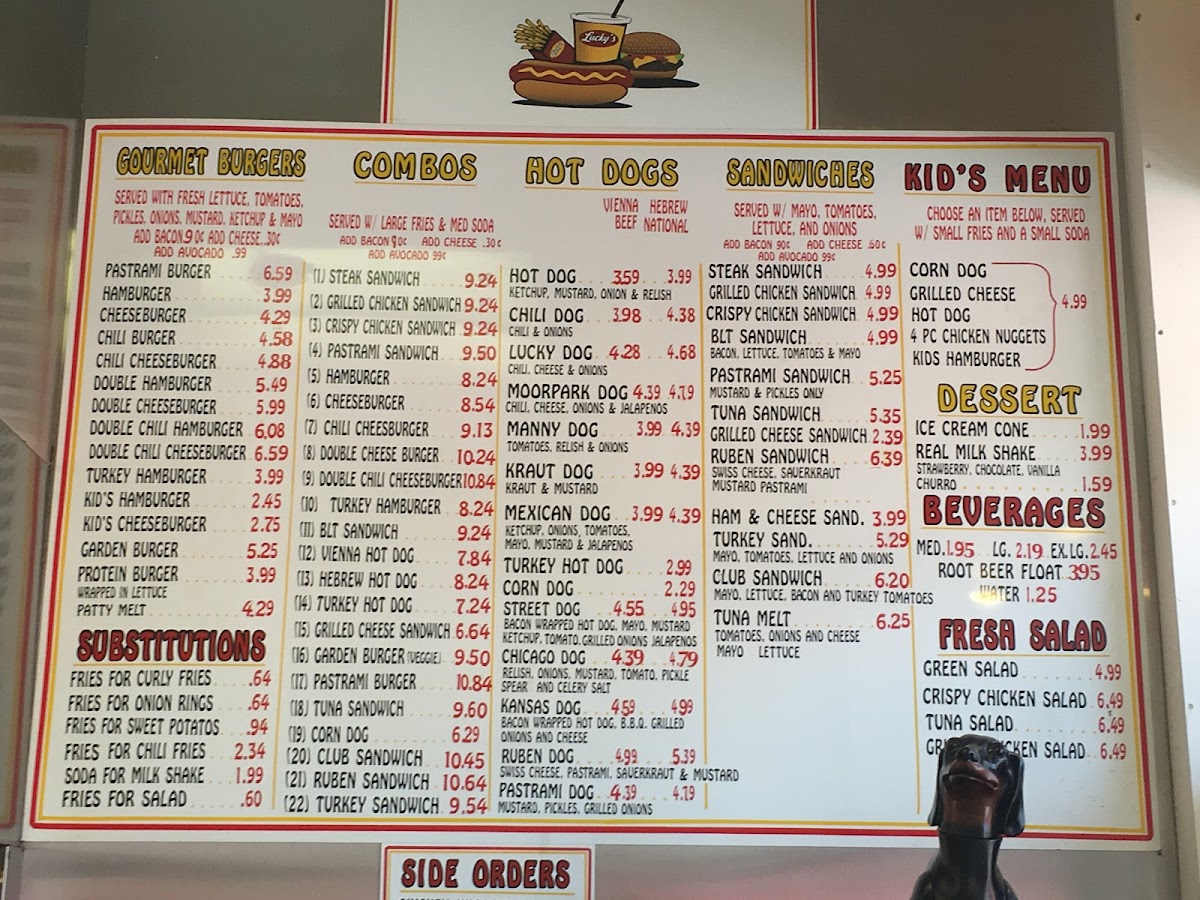 Lucky's
GOURMET BURGERS
SERVED WITH FRESH LETTUCE, TOMATOES,
PICKLES, ONIONS, MUSTARD, KETCHUP & MAYO
ADD BACON .90¢ ADD CHEESE .30¢
ADD AVOCADO .99
PASTRAMI BURGER 6.59
HAMBURGER 3.99
CHEESEBURGER 4.29
CHILI BURGER 4.58
CHILI CHEESEBURGER 4.88
DOUBLE HAMBURGER 5.49
DOUBLE CHEESEBURGER 5.99
DOUBLE CHILI HAMBURGER 6.08
DOUBLE CHILI CHEESEBURGER 6.59
TURKEY HAMBURGER 3.99
KID'S HAMBURGER 2.45
KID'S CHEESEBURGER 2.75
GARDEN BURGER 5.25
PROTEIN BURGER 3.99
WRAPPED IN LETTUCE
PATTY MELT 4.29
SUBSTITUTIONS
FRIES FOR CURLY FRIES .64
FRIES FOR ONION RINGS .64
FRIES FOR SWEET POTATOS .94
FRIES FOR CHILI FRIES 2.34
SODA FOR MILK SHAKE 1.99
FRIES FOR SALAD .60
COMBOS
SERVED W/ LARGE FRIES & MED SODA
ADD BACON 90¢ ADD CHEESE .30¢
ADD AVOCADO 99¢
(1) STEAK SANDWICH 9.24
(2) GRILLED CHICKEN SANDWICH 9.24
(3) CRISPY CHICKEN SANDWICH 9.24
(4) PASTRAMI SANDWICH 9.50
(5) HAMBURGER 8.24
(6) CHEESEBURGER 8.54
(7) CHILI CHEESBURGER 9.13
(8) DOUBLE CHEESE BURGER 10.24
(9) DOUBLE CHILI CHEESEBURGER 10.84
(10) TURKEY HAMBURGER 8.24
(11) BLT SANDWICH 9.24
(12) VIENNA HOT DOG 7.84
(13) HEBREW HOT DOG 8.24
(14) TURKEY HOT DOG 7.24
(15) GRILLED CHEESE SANDWICH 6.64
(16) GARDEN BURGER (VEGGIE) 9.50
(17) PASTRAMI BURGER 10.84
(18) TUNA SANDWICH 9.60
(19) CORN DOG 6.29
(20) CLUB SANDWICH 10.45
(21) RUBEN SANDWICH 10.64
(22) TURKEY SANDWICH 9.54
HOT DOGS
VIENNA HEBREW
BEEF NATIONAL
HOT DOG 3.59 3.99
KETCHUP, MUSTARD, ONION & RELISH
CHILI DOG 3.98 4.38
CHILI & ONIONS
LUCKY DOG 4.28 4.68
CHILI, CHEESE & ONIONS
MOORPARK DOG 4.39 4.79
CHILI, CHEESE, ONIONS & JALAPENOS
MANNY DOG 3.99 4.39
TOMATOES, RELISH & ONIONS
KRAUT DOG 3.99 4.39
KRAUT & MUSTARD
MEXICAN DOG 3.99 4.39
KETCHUP, ONIONS, TOMATOES,
MAYO, MUSTARD & JALAPENOS
TURKEY HOT DOG 2.99
CORN DOG 2.29
STREET DOG 4.55 4.95
BACON WRAPPED HOT DOG, MAYO, MUSTARD
KETCHUP, TOMATO, GRILLED ONIONS JALAPENOS
CHICAGO DOG 4.39 4.79
RELISH, ONIONS, MUSTARD, TOMATO, PICKLE
SPEAR AND CELERY SALT
KANSAS DOG 4.59 4.99
BACON WRAPPED HOT DOG, B.B.Q. GRILLED
ONIONS AND CHEESE
RUBEN DOG 4.99 5.39
SWISS CHEESE, PASTRAMI, SAUERKRAUT & MUSTARD
PASTRAMI DOG 4.39 4.79
MUSTARD, PICKLES, GRILLED ONIONS
SANDWICHES
SERVED W/ MAYO, TOMATOES,
LETTUCE, AND ONIONS
ADD BACON 90¢ ADD CHEESE .60¢
ADD AVOCADO 99¢
STEAK SANDWICH 4.99
GRILLED CHICKEN SANDWICH 4.99
CRISPY CHICKEN SANDWICH 4.99
BLT SANDWICH 4.99
BACON, LETTUCE, TOMATOES & MAYO
PASTRAMI SANDWICH 5.25
MUSTARD & PICKLES ONLY
TUNA SANDWICH 5.35
GRILLED CHEESE SANDWICH 2.39
RUBEN SANDWICH 6.39
SWISS CHEESE, SAUERKRAUT
MUSTARD PASTRAMI
HAM & CHEESE SAND. 3.99
TURKEY SAND. 5.29
MAYO, TOMATOES, LETTUCE AND ONIONS
CLUB SANDWICH 6.20
MAYO, LETTUCE, BACON AND TURKEY TOMATOES
TUNA MELT 6.25
TOMATOES, ONIONS AND CHEESE
MAYO LETTUCE
KID'S MENU
CHOOSE AN ITEM BELOW, SERVED
W/ SMALL FRIES AND A SMALL SODA
CORN DOG
GRILLED CHEESE 4.99
HOT DOG
4 PC CHICKEN NUGGETS
KIDS HAMBURGER
DESSERT
ICE CREAM CONE 1.99
REAL MILK SHAKE 3.99
STRAWBERRY, CHOCOLATE, VANILLA
CHURRO 1.59
BEVERAGES
MED. 1.95 LG. 2.19 EX. LG. 2.45
ROOT BEER FLOAT 3.95
WATER 1.25
FRESH SALAD
GREEN SALAD 4.99
CRISPY CHICKEN SALAD 6.49
TUNA SALAD 6.49
CHICKEN SALAD 6.49
SIDE ORDERS